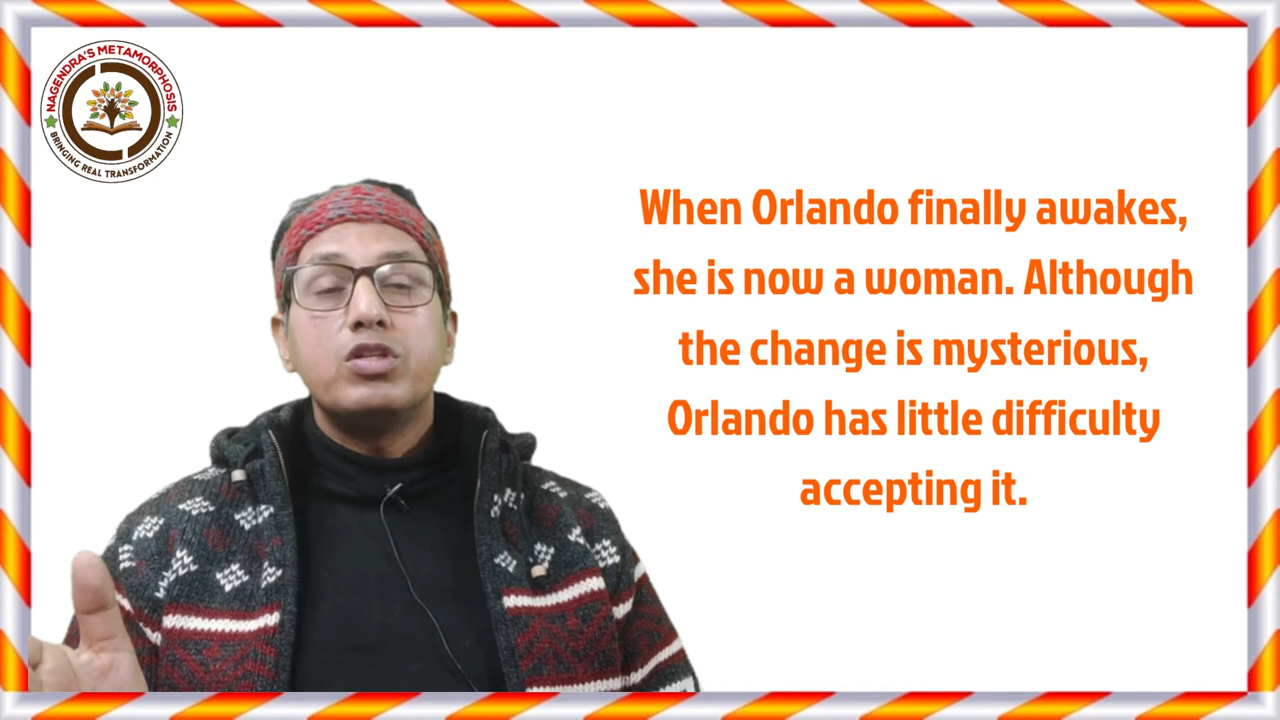 NAGENDRA'S METAMORPHOSIS
BRINGING REAL TRANSFORMATION
When Orlando finally awakes,
she is now a woman. Although
the change is mysterious,
Orlando has little difficulty
accepting it.